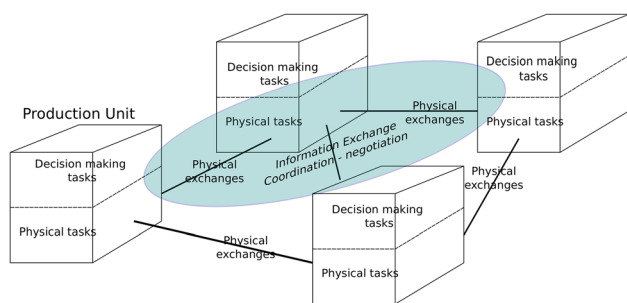 Decision making
tasks
Physical tasks
Decision making
tasks
Physical tasks
Physical
exchanges
Production Unit
Decision making
tasks
Physical tasks
Physical
exchanges
Information Exchange
Coordination - negotiation
Physical
exchanges
Decision making
tasks
Physical tasks
Physical
exchanges